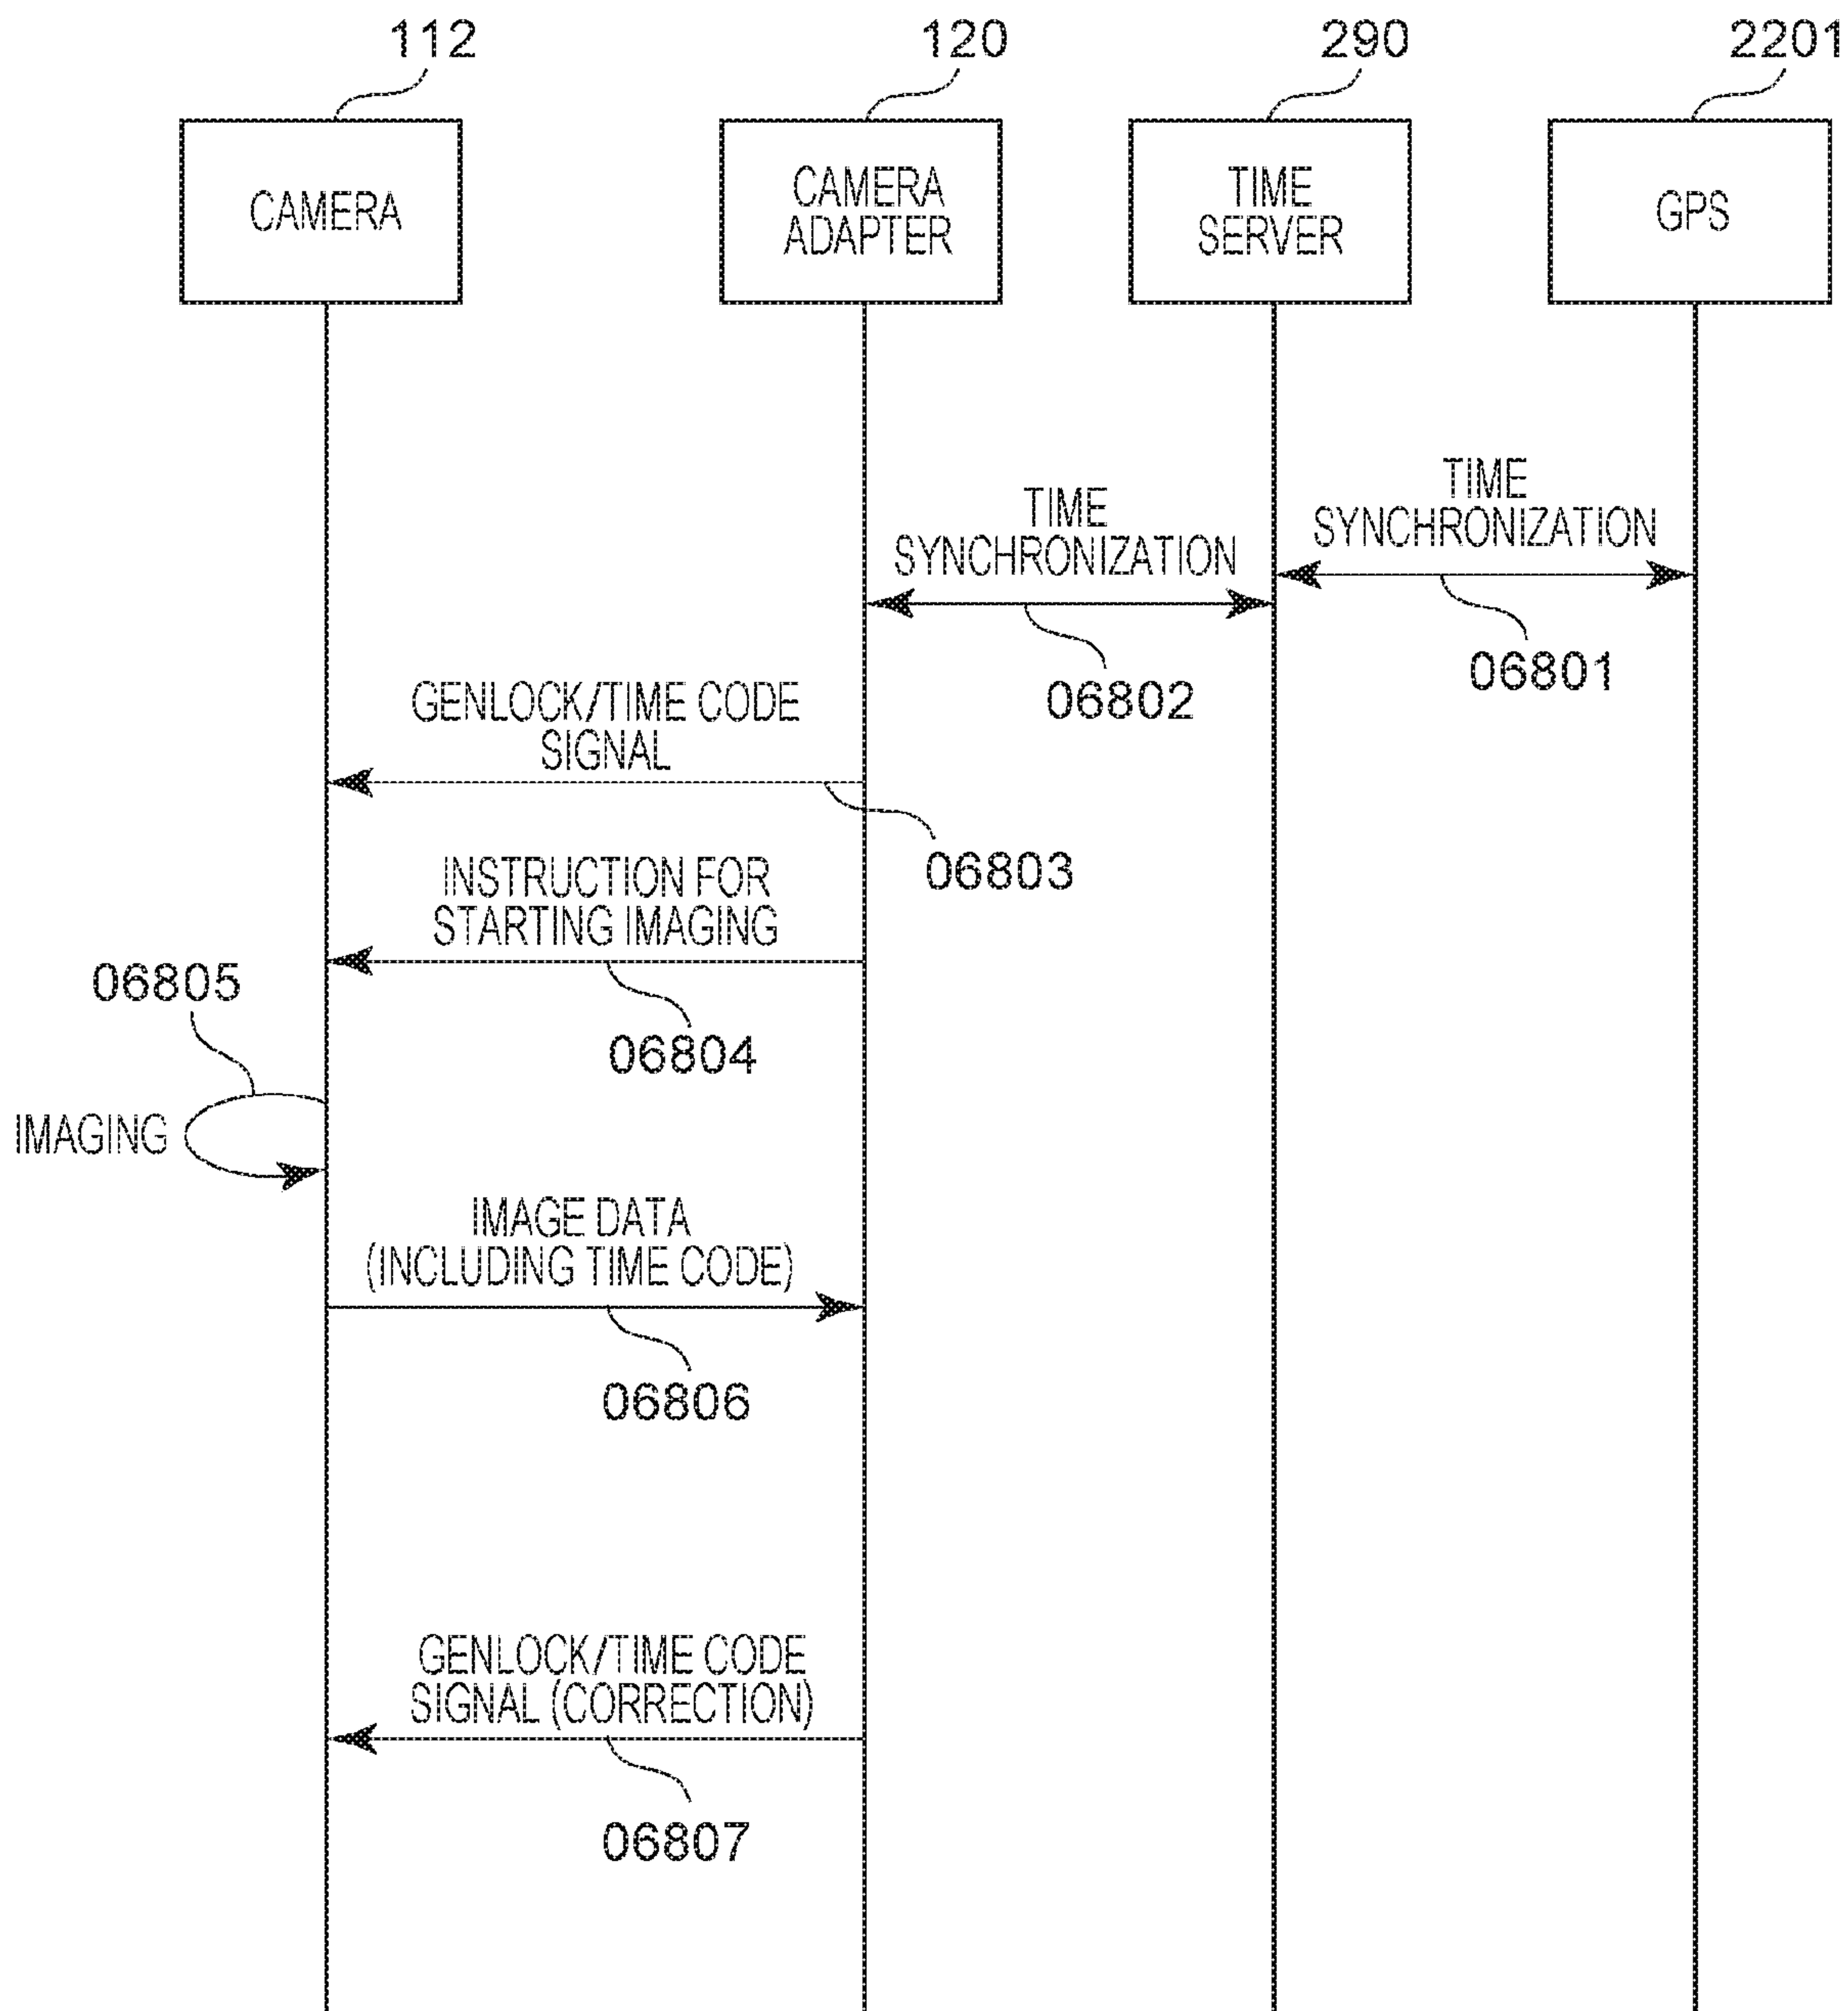 112
120
290
2201
CAMERA
CAMERA
ADAPTER
TIME
SERVER
GPS
TIME
SYNCHRONIZATION
06801
TIME
SYNCHRONIZATION
06802
GENLOCK/TIME CODE
SIGNAL
06803
INSTRUCTION FOR
STARTING IMAGING
06804
06805
IMAGING
IMAGE DATA
(INCLUDING TIME CODE)
06806
GENLOCK/TIME CODE
SIGNAL (CORRECTION)
06807